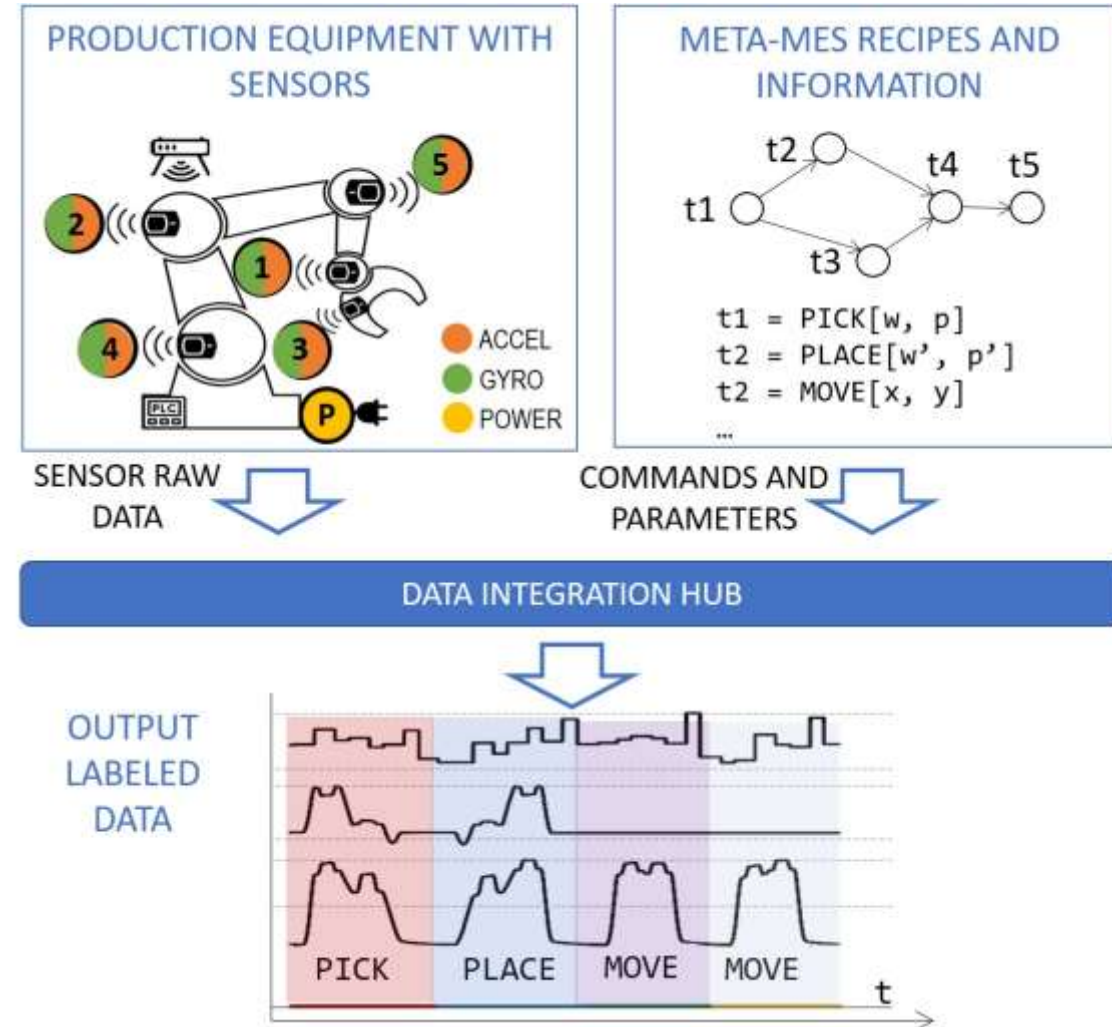 PRODUCTION EQUIPMENT WITH
SENSORS
5
2
1
4
3
ACCEL
GYRO
POWER
PLC
P
META-MES RECIPES AND
INFORMATION
t2
t4
t5
t1
t3
t1 = PICK[w, p]
t2 = PLACE[w’, p’]
t2 = MOVE[x, y]
…
SENSOR RAW
DATA
COMMANDS AND
PARAMETERS
DATA INTEGRATION HUB
OUTPUT
LABELED
DATA
PICK
PLACE
MOVE
MOVE
t